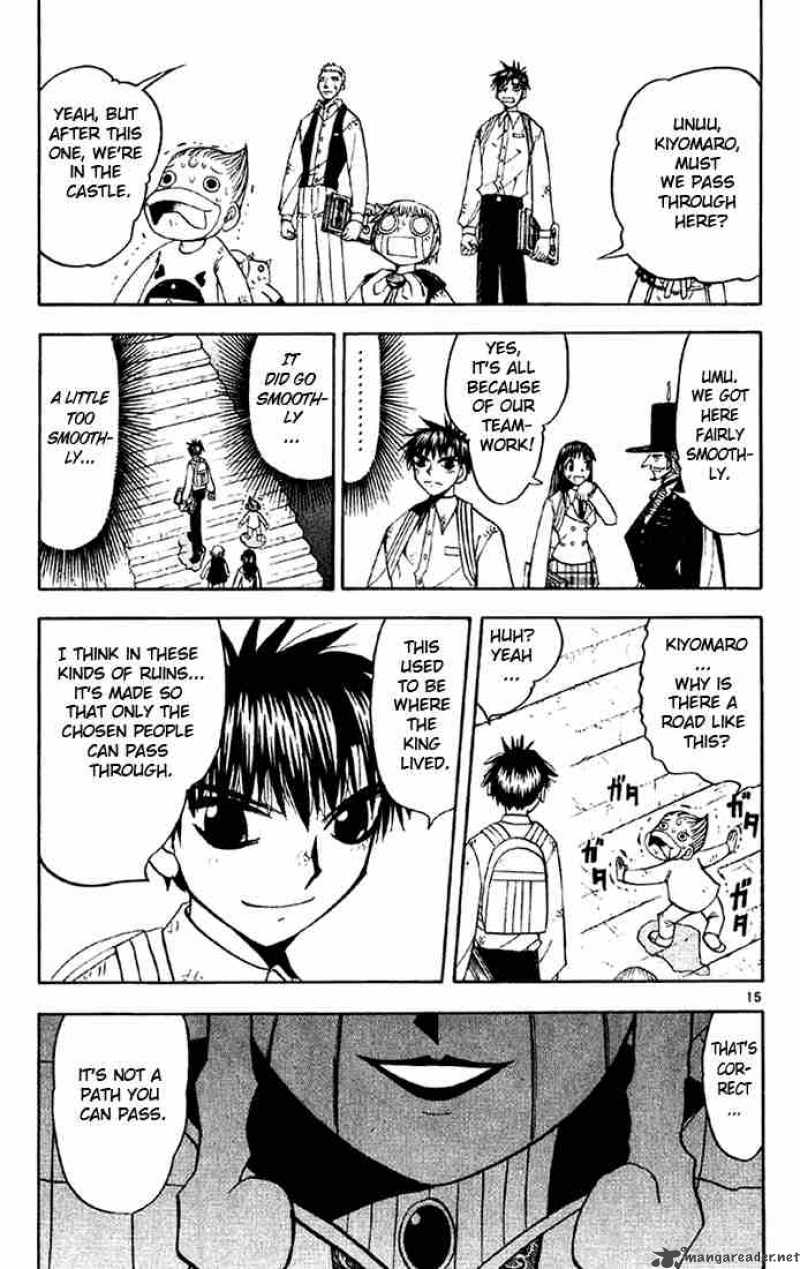 UNUU,
KIYOMARO,
MUST
WE PASS
THROUGH
HERE?
YEAH, BUT
AFTER THIS
ONE, WE'RE
IN THE
CASTLE.
UMU.
WE GOT
HERE
FAIRLY
SMOOTH-
LY.
YES,
IT'S ALL
BECAUSE
OF OUR
TEAM-
WORK!
.........
IT
DID GO
SMOOTH-
LY
...
A LITTLE
TOO
SMOOTH-
LY...
KIYOMARO
...
WHY IS
THERE A
ROAD LIKE
THIS?
HUH?
YEAH
...
ガタ
ガタ
ガタ
THIS
USED
TO BE
WHERE
THE
KING
LIVED.
I THINK IN THESE
KINDS OF RUINS...
IT'S MADE SO
THAT ONLY THE
CHOSEN PEOPLE
CAN PASS
THROUGH.
15
THAT'S
COR-
RECT
...
IT'S NOT A
PATH YOU
CAN PASS.
mangareader.net